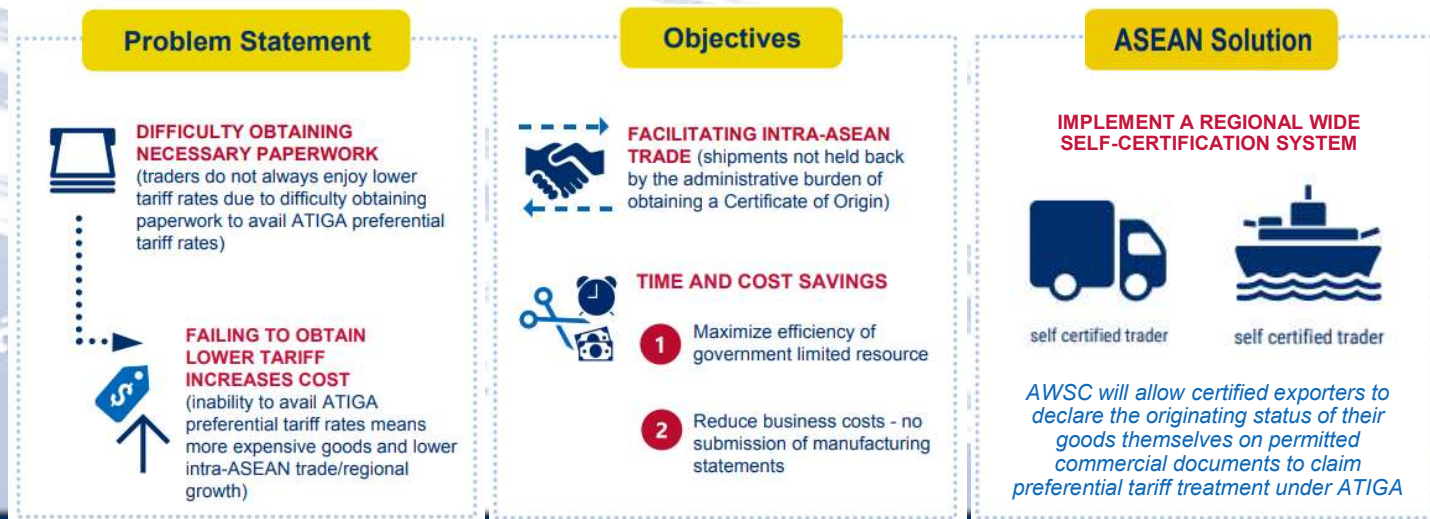 Problem Statement
DIFFICULTY OBTAINING
NECESSARY PAPERWORK
(traders do not always enjoy lower
tariff rates due to difficulty obtaining
paperwork to avail ATIGA preferential
tariff rates)
FAILING TO OBTAIN
LOWER TARIFF
INCREASES COST
(inability to avail ATIGA
preferential tariff rates means
more expensive goods and lower
intra-ASEAN trade/regional
growth)
$
Objectives
FACILITATING INTRA-ASEAN
TRADE (shipments not held back
by the administrative burden of
obtaining a Certificate of Origin)
TIME AND COST SAVINGS
1 Maximize efficiency of
government limited resource
2 Reduce business costs - no
submission of manufacturing
statements
ASEAN Solution
IMPLEMENT A REGIONAL WIDE
SELF-CERTIFICATION SYSTEM
self certified trader
self certified trader
AWSC will allow certified exporters to
declare the originating status of their
goods themselves on permitted
commercial documents to claim
preferential tariff treatment under ATIGA